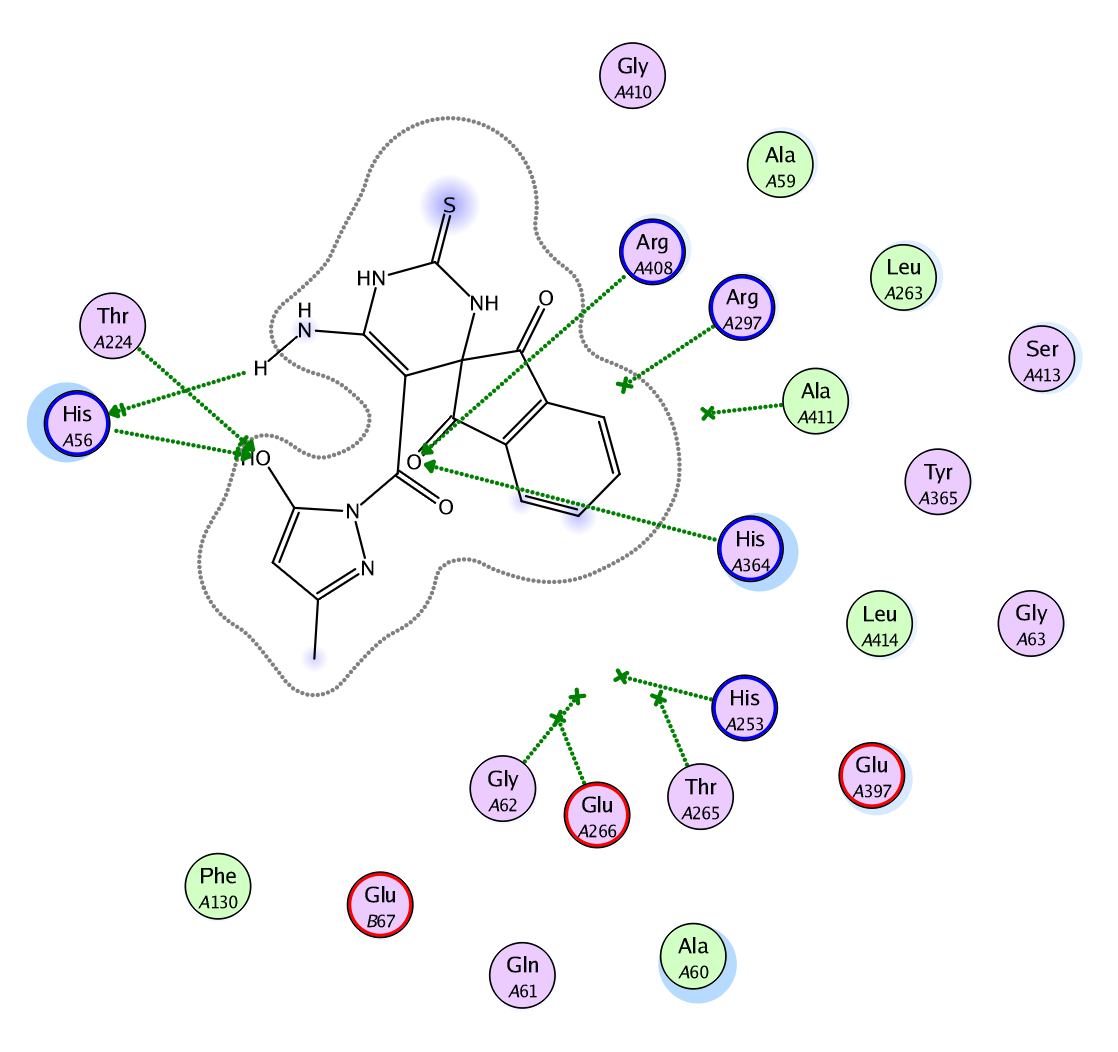 Gly
A410
Ala
A59
S
Arg
A408
Leu
A263
HN
NH
O
Arg
A297
H
N
Thr
A224
Ser
A413
H
Ala
A411
His
A56
HO
O
Tyr
A365
O
N
His
A364
N
Leu
A414
Gly
A63
His
A253
Gly
A62
Glu
A266
Thr
A265
Glu
A397
Phe
A130
Glu
B67
Gln
A61
Ala
A60